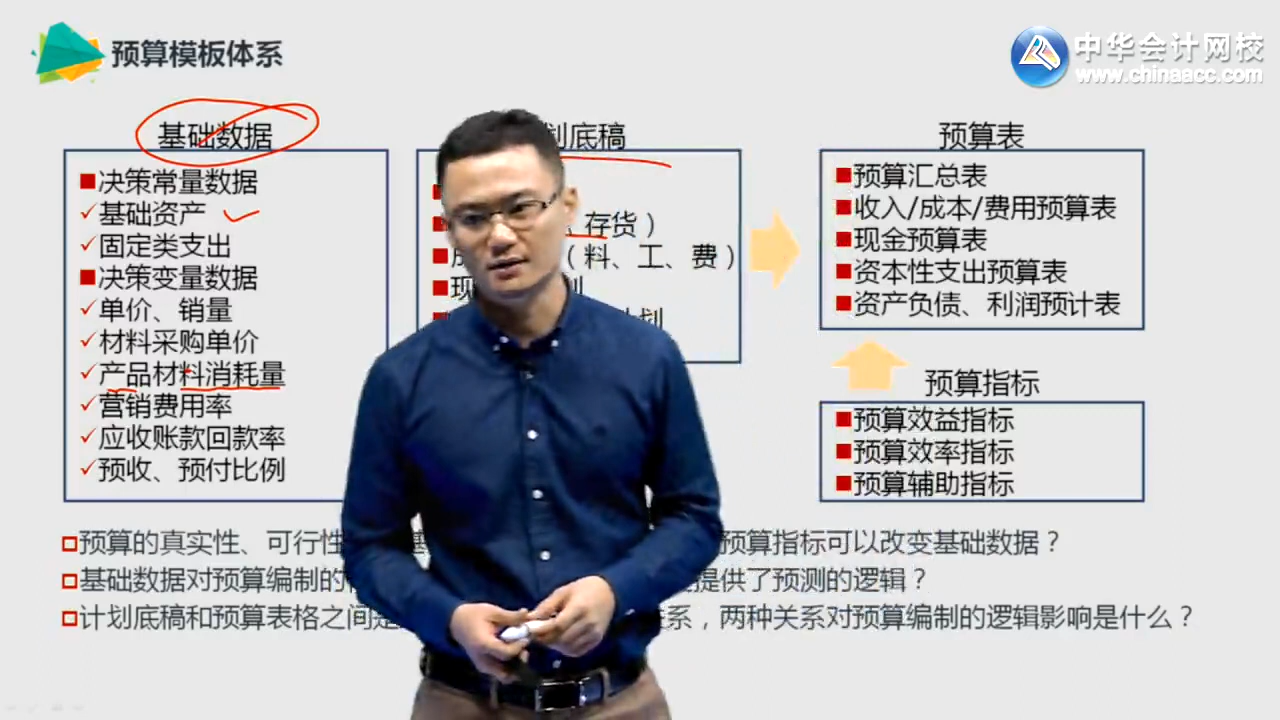 预算模板体系
中华会计网校
www.chinaacc.com
基础数据
■决策常量数据
✓基础资产
✓固定类支出
■决策变量数据
✓单价、销量
✓材料采购单价
✓产品材料消耗量
✓营销费用率
✓应收账款回款率
✓预收、预付比例
划底稿
存货）
（料、工、费）
现
划
计划
预算表
■预算汇总表
■收入/成本/费用预算表
■现金预算表
■资本性支出预算表
■资产负债、利润预计表
预算指标
■预算效益指标
■预算效率指标
■预算辅助指标
预算的真实性、可行性 预算指标可以改变基础数据？
基础数据对预算编制的 提供了预测的逻辑？
计划底稿和预算表格之间是 关系，两种关系对预算编制的逻辑影响是什么？